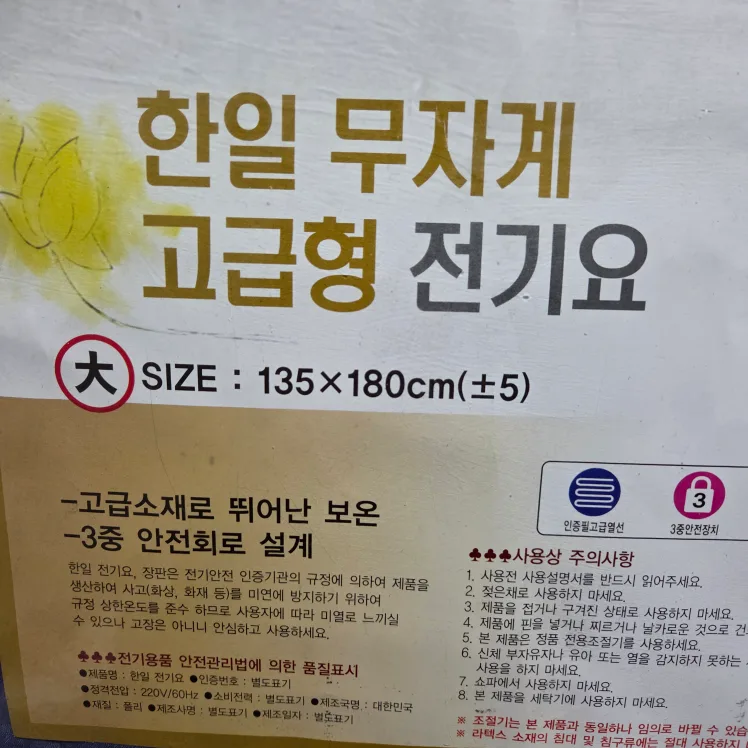 한일 무자계
고급형 전기요
大 SIZE : 135×180cm(±5)
인증필고급열선
3
3중안전장치
-고급소재로 뛰어난 보온
-3중 안전회로 설계
한일 전기요, 장판은 전기안전 인증기관의 규정에 의하여 제품을
생산하여 사고(화상, 화재 등)를 미연에 방지하기 위하여
규정 상한온도를 준수 하므로 사용자에 따라 미열로 느끼실
수 있으나 고장은 아니니 안심하고 사용하세요.
♣♣♣전기용품 안전관리법에 의한 품질표시
●제품명 : 한일 전기요 ●인증번호 : 별도표기
●정격전압 : 220V/60Hz ●소비전력 : 별도표기 ●제조국명 : 대한민국
●재질 : 폴리 ●제조사명 : 별도표기 ●제조일자 : 별도표기
♣♣♣사용상 주의사항
1. 사용전 사용설명서를 반드시 읽어주세요.
2. 젖은채로 사용하지 마세요.
3. 제품을 접거나 구겨진 상태로 사용하지 마세요.
4. 제품에 핀을 넣거나 찌르거나 날카로운 것으로
5. 본 제품은 정품 전용조절기를 사용하세요.
6. 신체 부자유자나 유아 또는 열을 감지하지 못하는
사용을 하지 마세요.
7. 쇼파에서 사용하지 마세요.
8. 본 제품을 세탁기에 사용하지 마세요.
※ 조절기는 본 제품과 동일하나 임의로 바뀔 수
※ 라텍스 소재의 침대 및 침구류에는 절대 사용하지